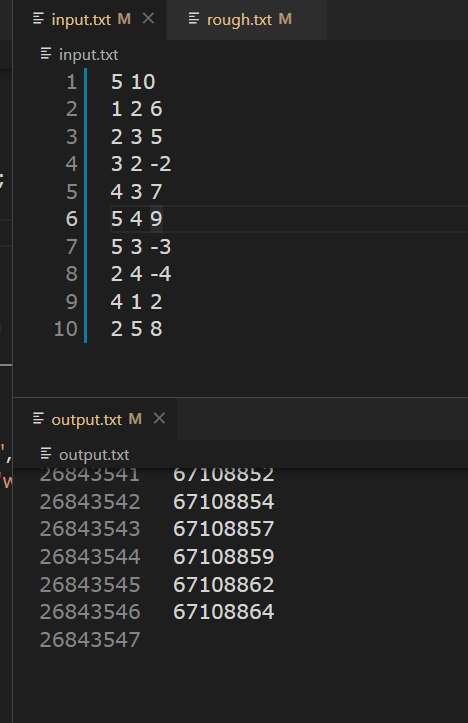 input.txt M rough.txt M
input.txt
1 5 10
2 1 2 6
3 2 3 5
4 3 2 -2
5 4 3 7
6 5 4 9
7 5 3 -3
8 2 4 -4
9 4 1 2
10 2 5 8
;
output.txt M
",
output.txt
26843541 67108852
"w
26843542 67108854
26843543 67108857
26843544 67108859
26843545 67108862
26843546 67108864
26843547